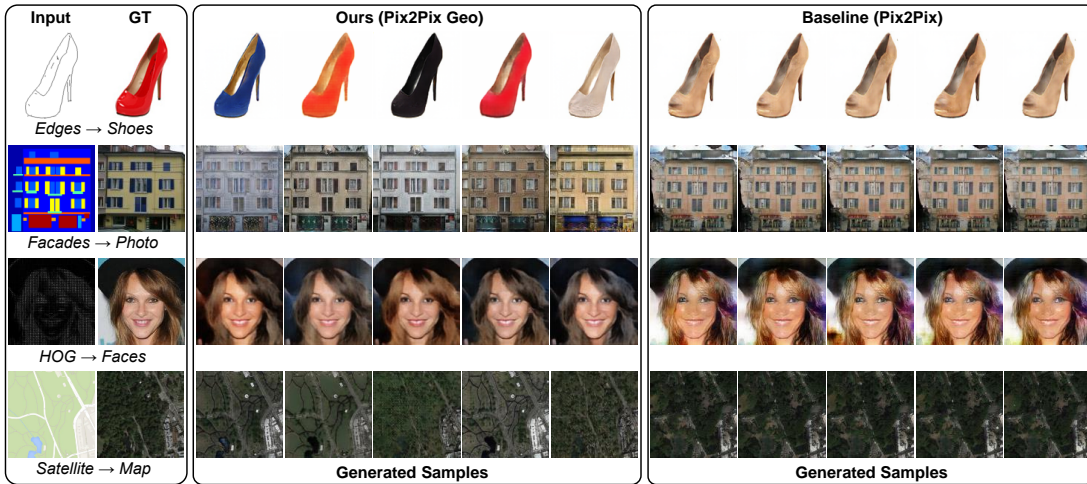 Input GT
Ours (Pix2Pix Geo)
Baseline (Pix2Pix)
Edges → Shoes
Facades → Photo
HOG → Faces
Satellite → Map
Generated Samples
Generated Samples